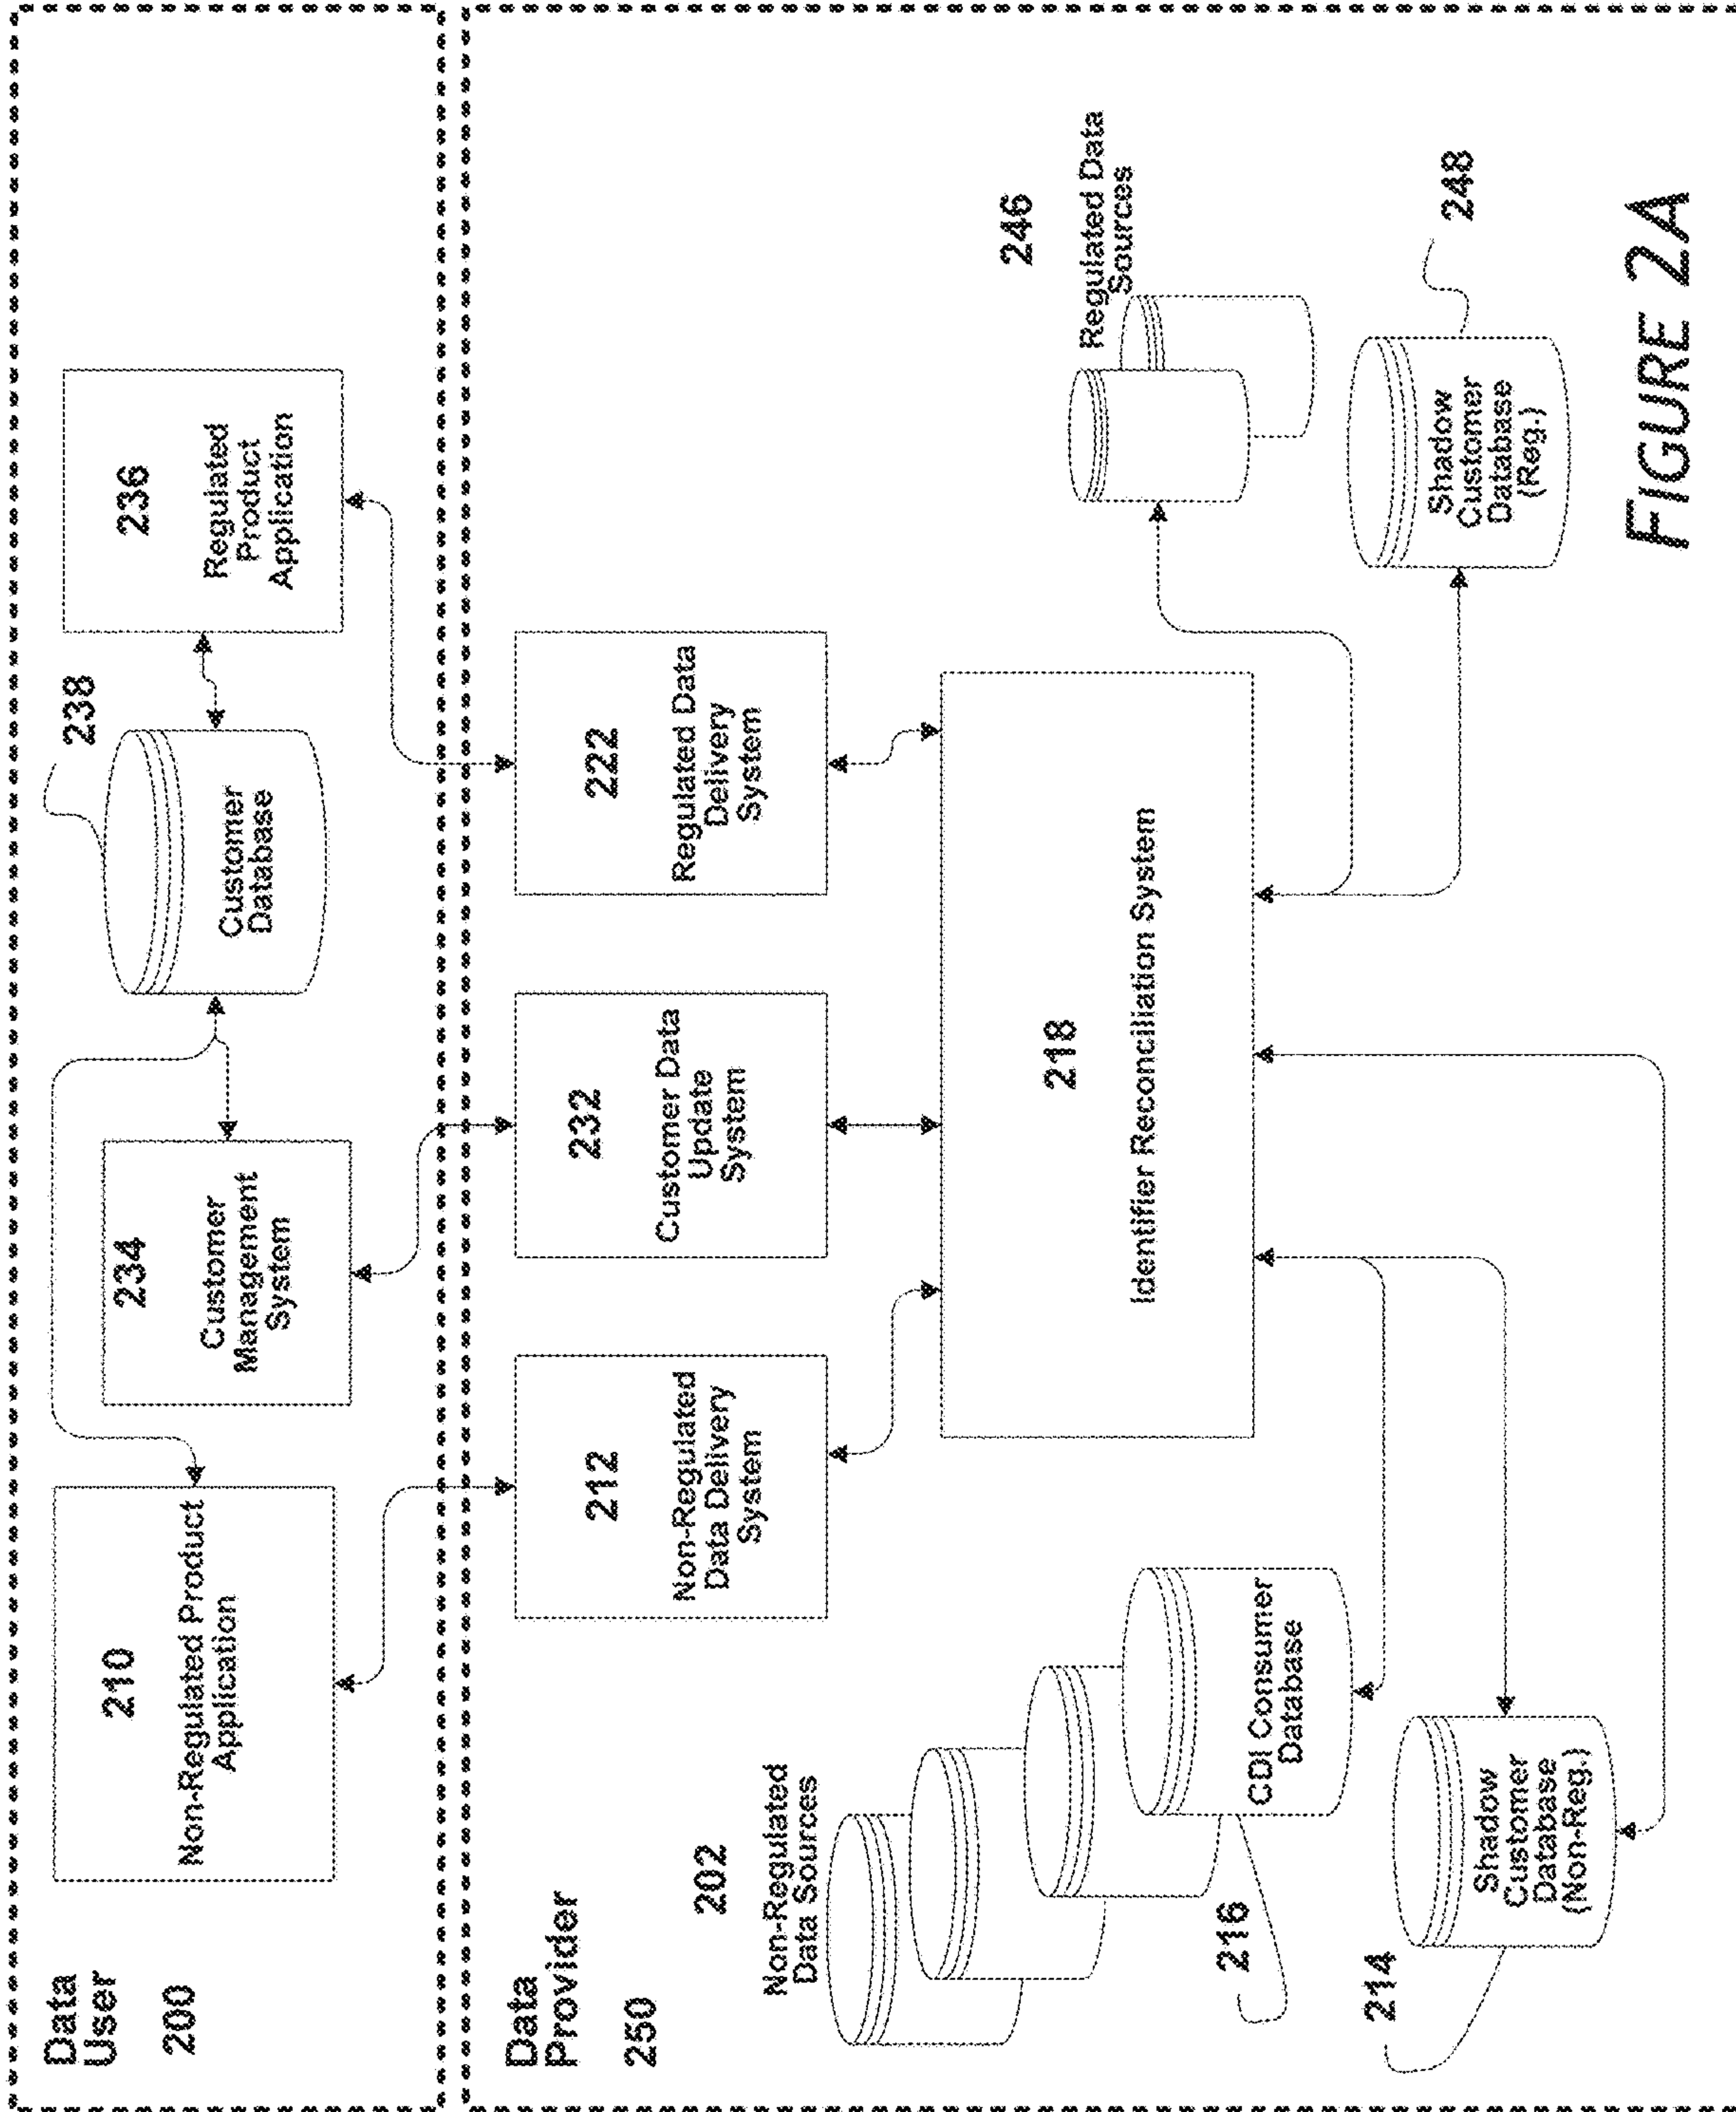 Data
User
200
210
Non-Regulated Product
Application
234
Customer
Management
System
238
Customer
Database
236
Regulated
Product
Application
Data
Provider
250
212
Non-Regulated
Data Delivery
System
232
Customer Data
Update
System
222
Regulated Data
Delivery
System
202
Non-Regulated
Data Sources
218
Identifier Reconciliation System
246
Regulated Data
Sources
216
CDI Consumer
Database
214
Shadow
Customer
Database
(Non-Reg.)
248
Shadow
Customer
Database
(Reg.)
FIGURE 2A